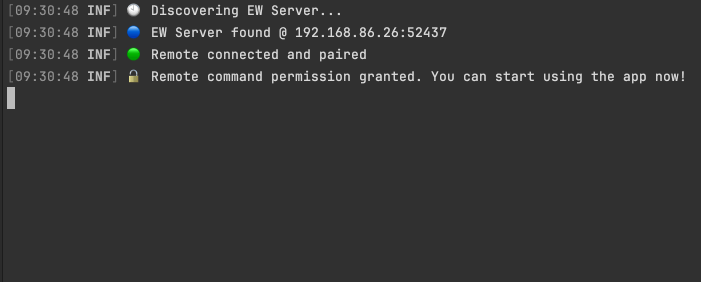 [09:30:48 INF] 🕙 Discovering EW Server...
[09:30:48 INF] 🔵 EW Server found @ 192.168.86.26:52437
[09:30:48 INF] 🟢 Remote connected and paired
[09:30:48 INF] 🔓 Remote command permission granted. You can start using the app now!